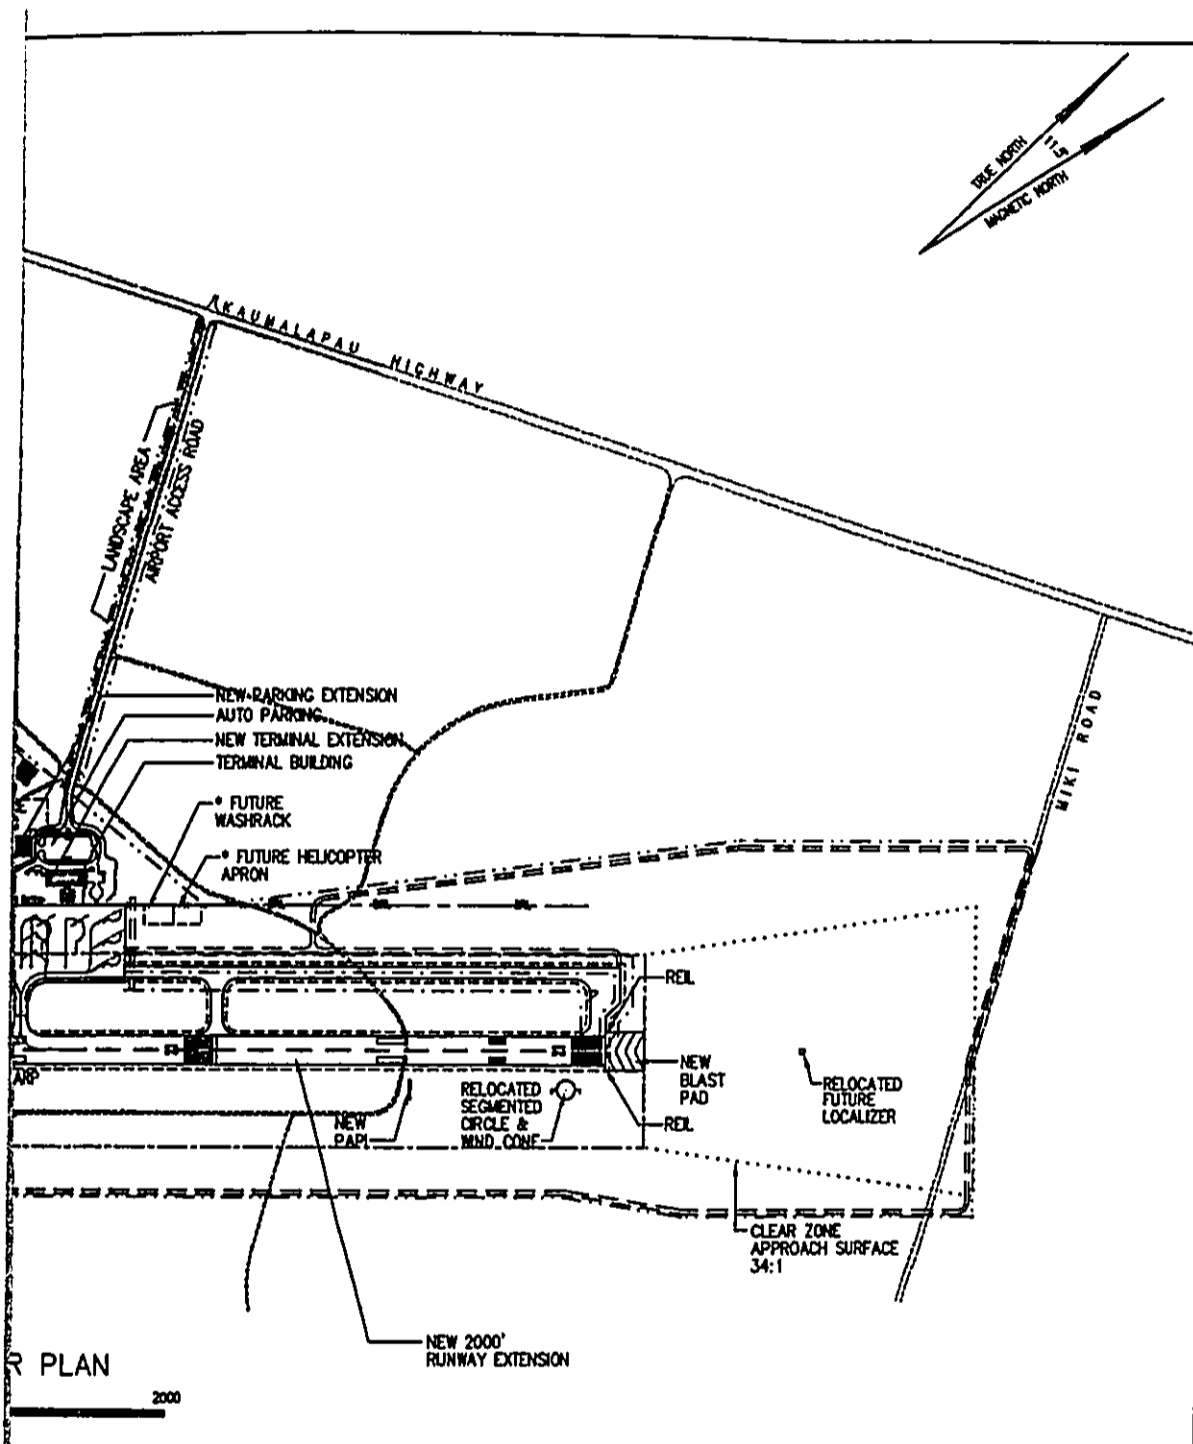 TRUE NORTH
11.5
MAGNETIC NORTH
KAUMALAPAU HIGHWAY
LANDSCAPE AREA
AIRPORT ACCESS ROAD
NEW PARKING EXTENSION
AUTO PARKING
NEW TERMINAL EXTENSION
TERMINAL BUILDING
* FUTURE
WASHRACK
* FUTURE HELICOPTER
APRON
MIKI ROAD
REIL
NEW
BLAST
PAD
RELOCATED
FUTURE
LOCALIZER
ARP
RELOCATED
SEGMENTED
CIRCLE &
WIND CONE
NEW
PAPI
REIL
CLEAR ZONE
APPROACH SURFACE
34:1
NEW 2000'
RUNWAY EXTENSION
R PLAN
2000